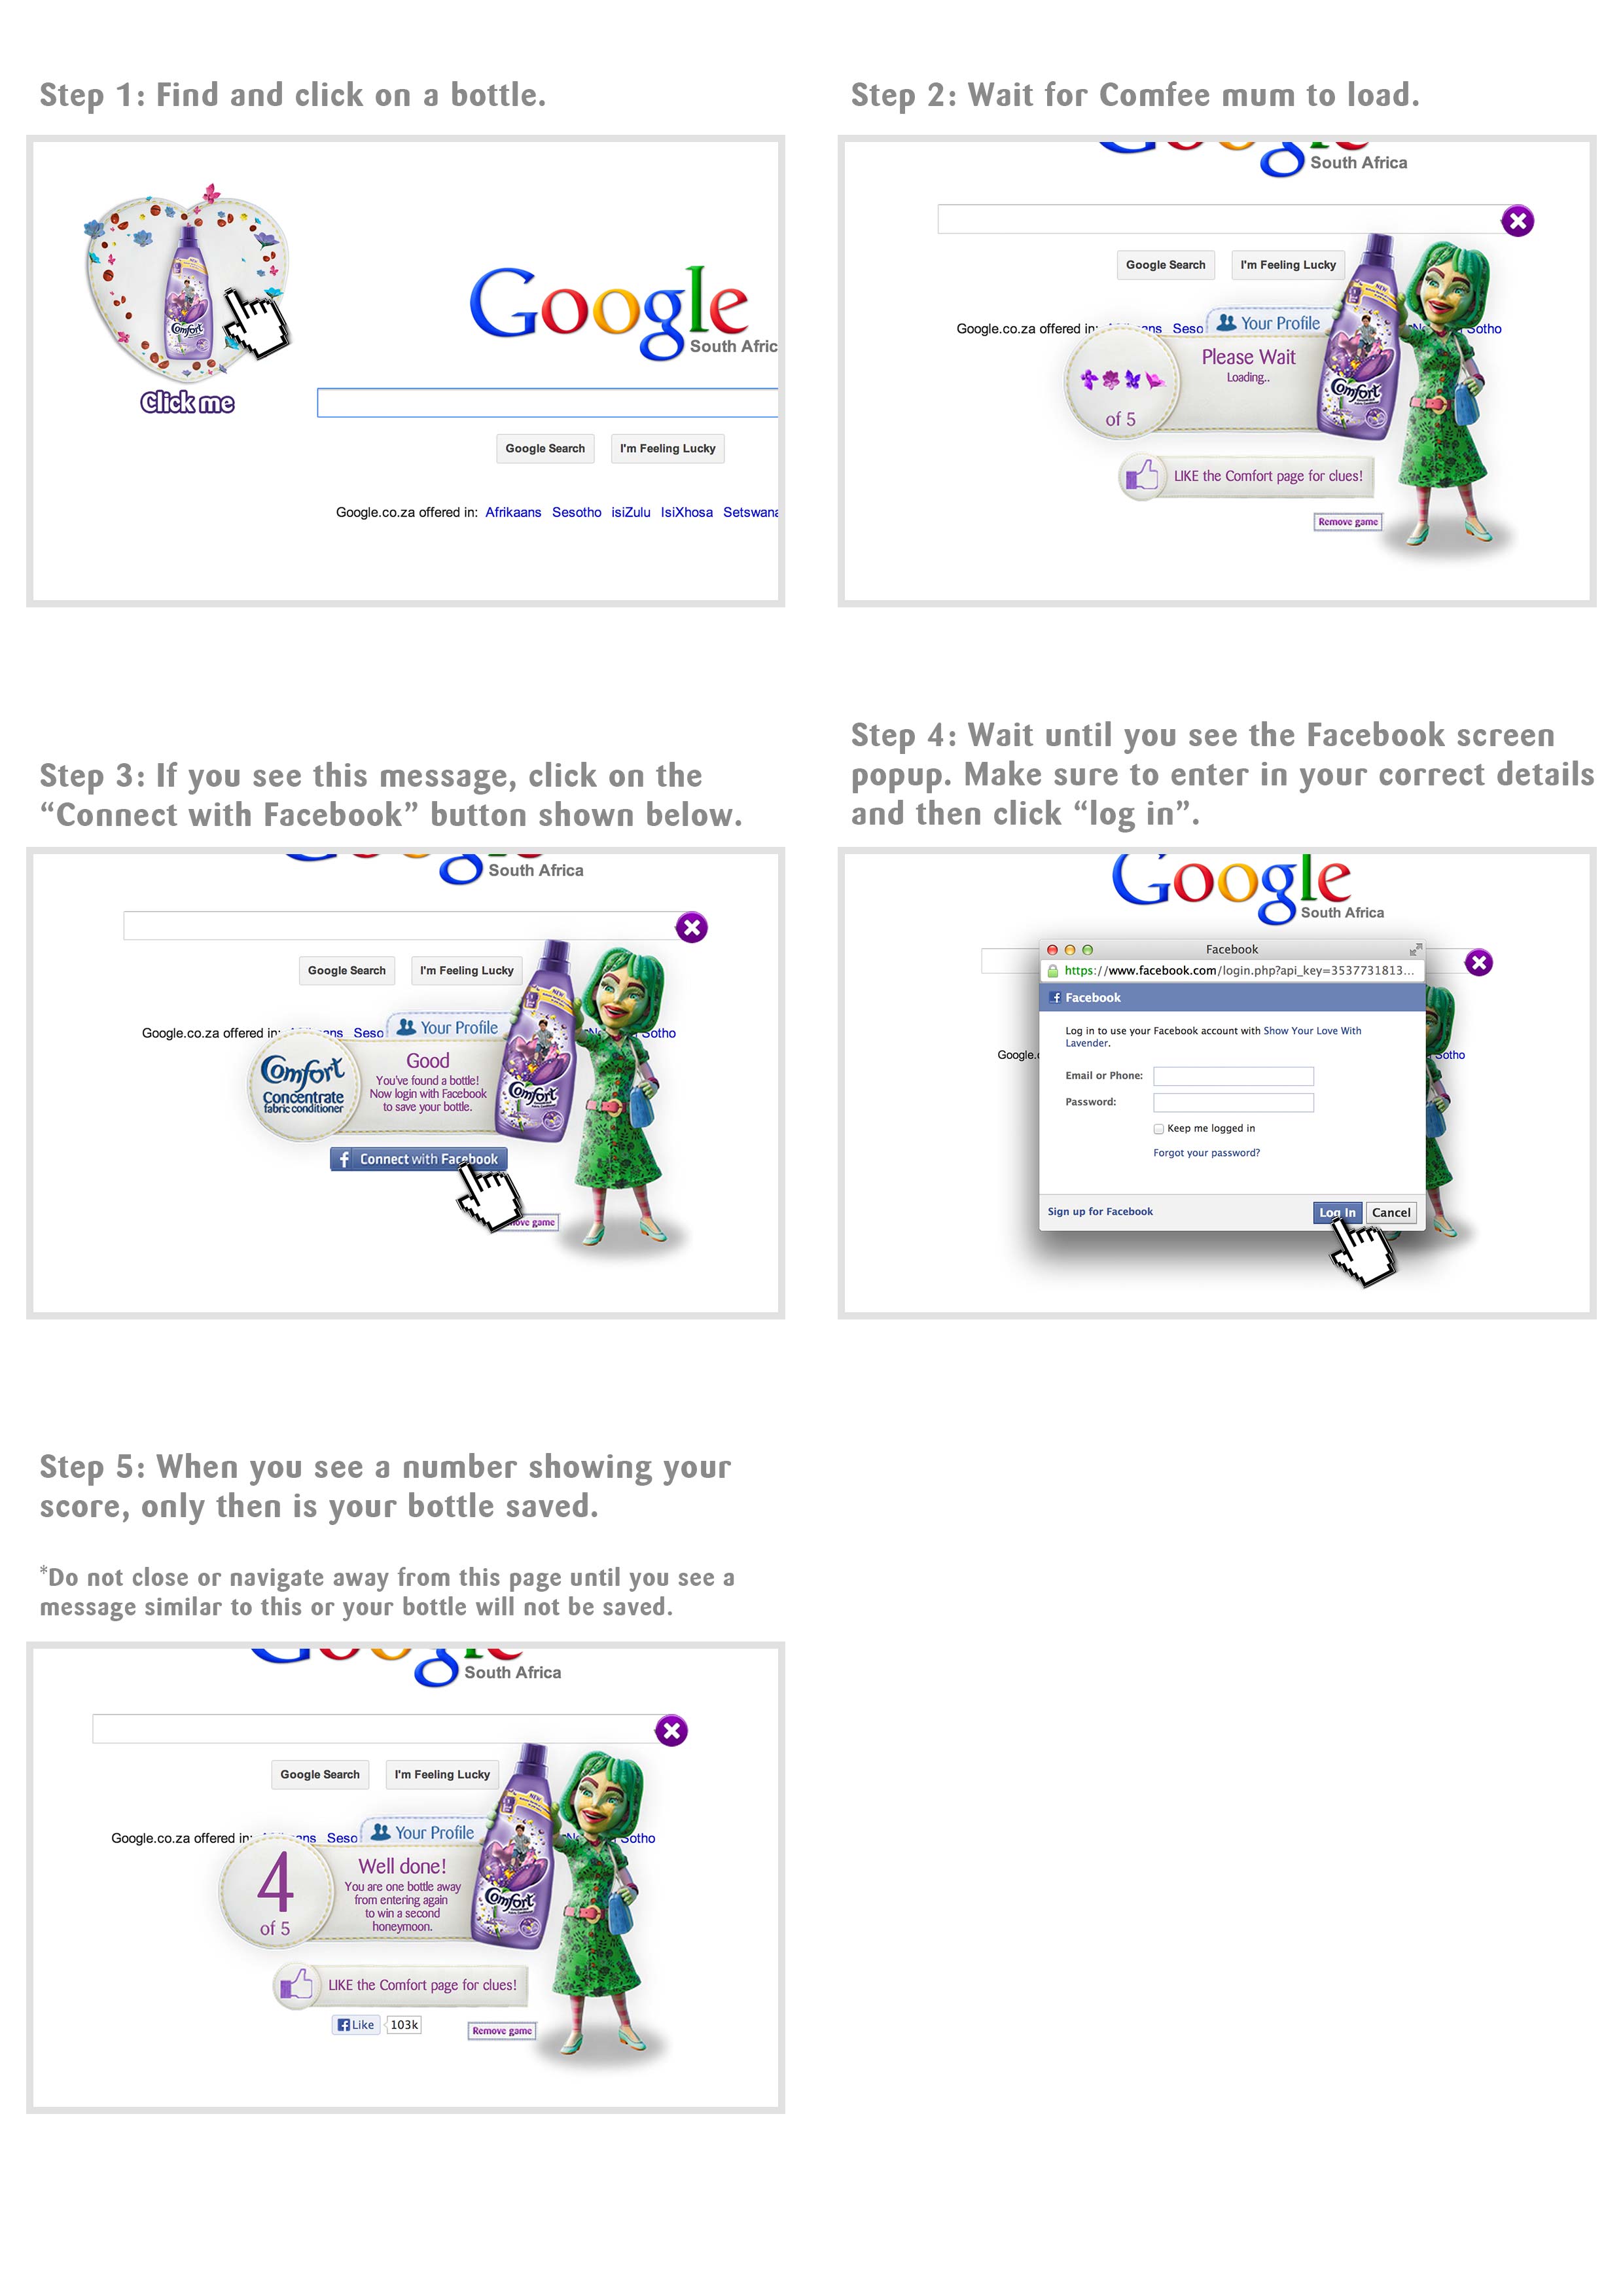 Step 1: Find and click on a bottle.
Comfort
Click me
Google
South Afric
Google Search
I'm Feeling Lucky
Google.co.za offered in: Afrikaans Sesotho isiZulu IsiXhosa Setswana
Step 2: Wait for Comfee mum to load.
Google
South Africa
Google Search
I'm Feeling Lucky
Google.co.za offered in:
Seso
Sotho
Your Profile
NEW
Please Wait
Loading..
of 5
Comfort
LIKE the Comfort page for clues!
Remove game
Step 3: If you see this message, click on the
“Connect with Facebook” button shown below.
South Africa
Google Search
I'm Feeling Lucky
Google.co.za offered in:
Seso
Sotho
Your Profile
NEW
Comfort
Concentrate
fabric conditioner
Good
You've found a bottle!
Now login with Facebook
to save your bottle.
Comfort
Connect with Facebook
ove game
Step 4: Wait until you see the Facebook screen
popup. Make sure to enter in your correct details
and then click “log in”.
Google
South Africa
Facebook
https://www.facebook.com/login.php?api_key=3537731813...
Facebook
Log in to use your Facebook account with Show Your Love With
Lavender.
Google.c
Sotho
Email or Phone:
Password:
Keep me logged in
Forgot your password?
Sign up for Facebook
Log In
Cancel
Step 5: When you see a number showing your
score, only then is your bottle saved.
*Do not close or navigate away from this page until you see a
message similar to this or your bottle will not be saved.
South Africa
Google Search
I'm Feeling Lucky
Google.co.za offered in:
Seso
Sotho
Your Profile
NEW
4
of 5
Well done!
You are one bottle away
from entering again
to win a second
honeymoon.
Comfort
LIKE the Comfort page for clues!
Like
103k
Remove game